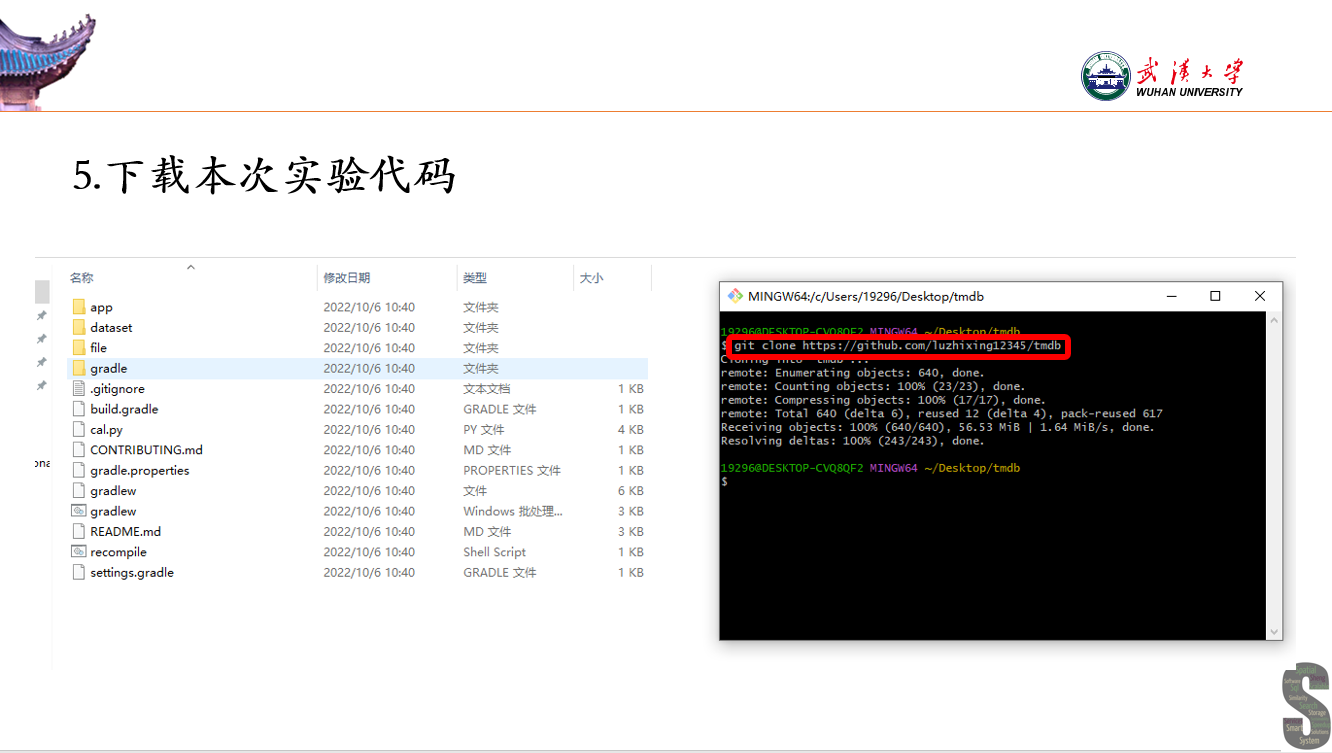 武漢大学
WUHAN UNIVERSITY
5.下载本次实验代码
名称 修改日期 类型 大小
app 2022/10/6 10:40 文件夹
dataset 2022/10/6 10:40 文件夹
file 2022/10/6 10:40 文件夹
gradle 2022/10/6 10:40 文件夹
.gitignore 2022/10/6 10:40 文本文档 1 KB
build.gradle 2022/10/6 10:40 GRADLE 文件 1 KB
cal.py 2022/10/6 10:40 PY 文件 4 KB
CONTRIBUTING.md 2022/10/6 10:40 MD 文件 1 KB
gradle.properties 2022/10/6 10:40 PROPERTIES 文件 1 KB
gradlew 2022/10/6 10:40 文件 6 KB
gradlew 2022/10/6 10:40 Windows 批处理... 3 KB
README.md 2022/10/6 10:40 MD 文件 3 KB
recompile 2022/10/6 10:40 Shell Script 1 KB
settings.gradle 2022/10/6 10:40 GRADLE 文件 1 KB
ona
MINGW64:/c/Users/19296/Desktop/tmdb
19296@DESKTOP-CVQ8QF2 MINGW64 ~/Desktop/tmdb
$ git clone https://github.com/luzhixing12345/tmdb
Cloning into 'tmdb'...
remote: Enumerating objects: 640, done.
remote: Counting objects: 100% (23/23), done.
remote: Compressing objects: 100% (17/17), done.
remote: Total 640 (delta 6), reused 12 (delta 4), pack-reused 617
Receiving objects: 100% (640/640), 56.53 MiB | 1.64 MiB/s, done.
Resolving deltas: 100% (243/243), done.
19296@DESKTOP-CVQ8QF2 MINGW64 ~/Desktop/tmdb
$
Spatial
Software
Sql
Similarity
Search
Storage
Smart
Solutions
System